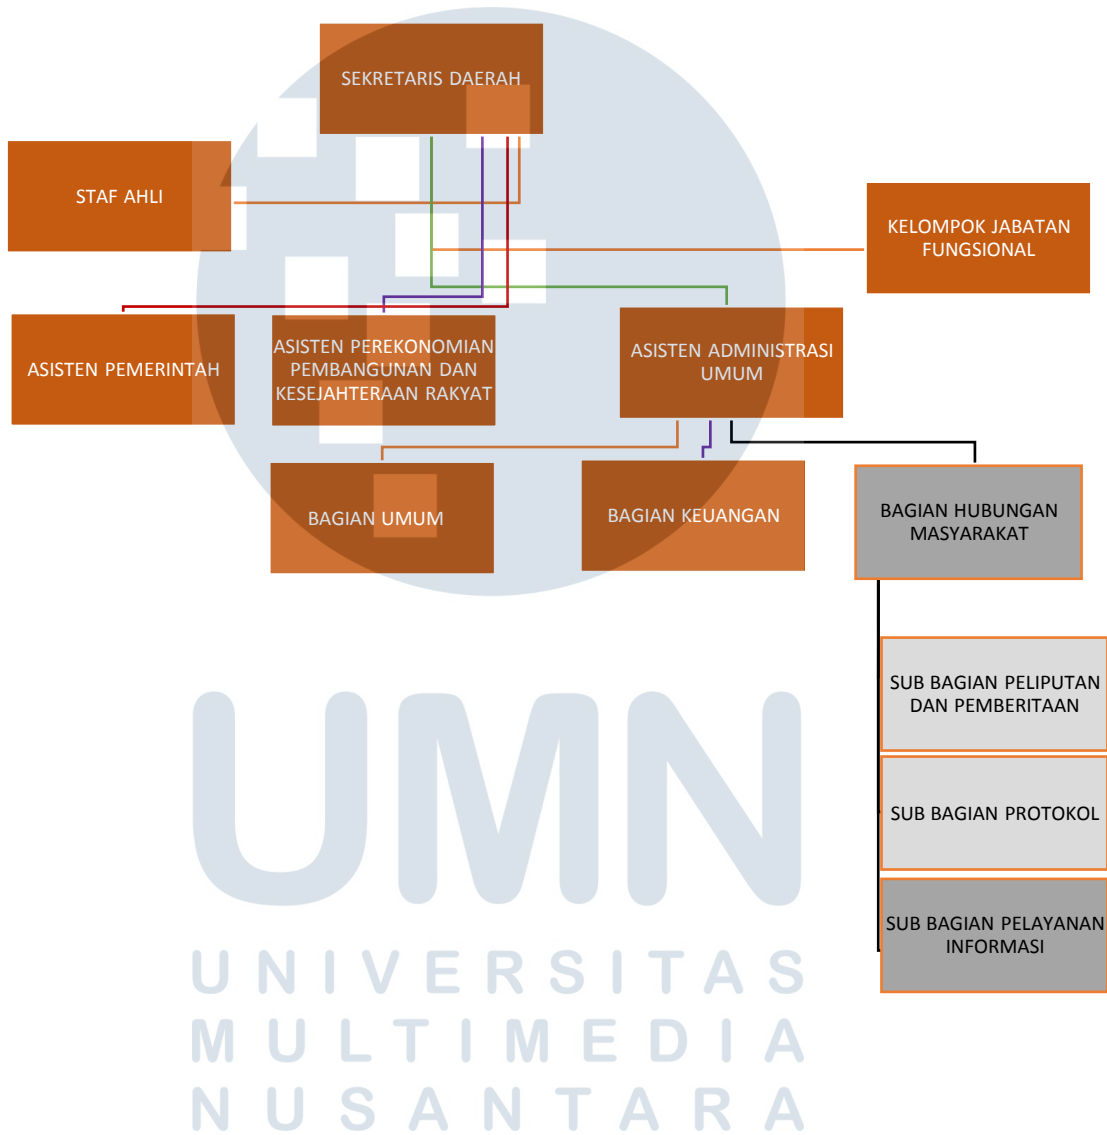 SEKRETARIS DAERAH
STAF AHLI
KELOMPOK JABATAN
FUNGSIONAL
ASISTEN PEMERINTAH
ASISTEN PEREKONOMIAN
PEMBANGUNAN DAN
KESEJAHTERAAN RAKYAT
ASISTEN ADMINISTRASI
UMUM
BAGIAN UMUM
BAGIAN KEUANGAN
BAGIAN HUBUNGAN
MASYARAKAT
SUB BAGIAN PELIPUTAN
DAN PEMBERITAAN
SUB BAGIAN PROTOKOL
SUB BAGIAN PELAYANAN
INFORMASI
UMN
UNIVERSITAS
MULTIMEDIA
NUSANTARA